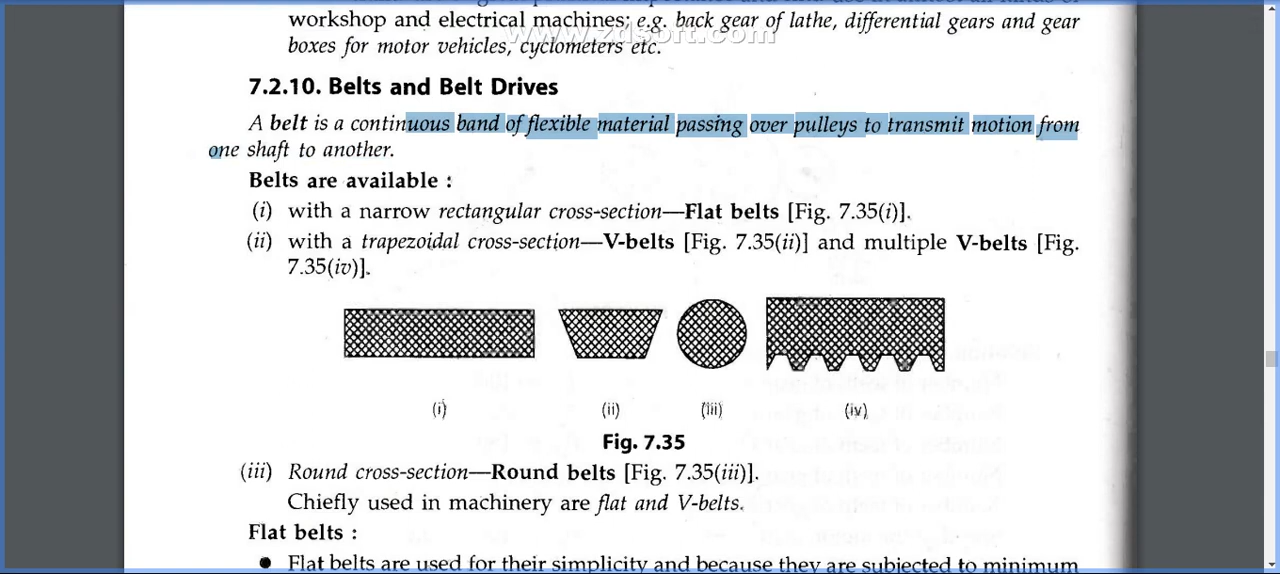 workshop and electrical machines; e.g. back gear of lathe, differential gears and gear
www.zdsoft.com
boxes for motor vehicles, cyclometers etc.
7.2.10. Belts and Belt Drives
A belt is a continuous band of flexible material passing over pulleys to transmit motion from
one shaft to another.
Belts are available :
(i) with a narrow rectangular cross-section—Flat belts [Fig. 7.35(i)].
(ii) with a trapezoidal cross-section—V-belts [Fig. 7.35(ii)] and multiple V-belts [Fig.
7.35(iv)].
(i) (ii) (iii) (iv)
Fig. 7.35
(iii) Round cross-section—Round belts [Fig. 7.35(iii)].
Chiefly used in machinery are flat and V-belts.
Flat belts :
● Flat belts are used for their simplicity and because they are subjected to minimum